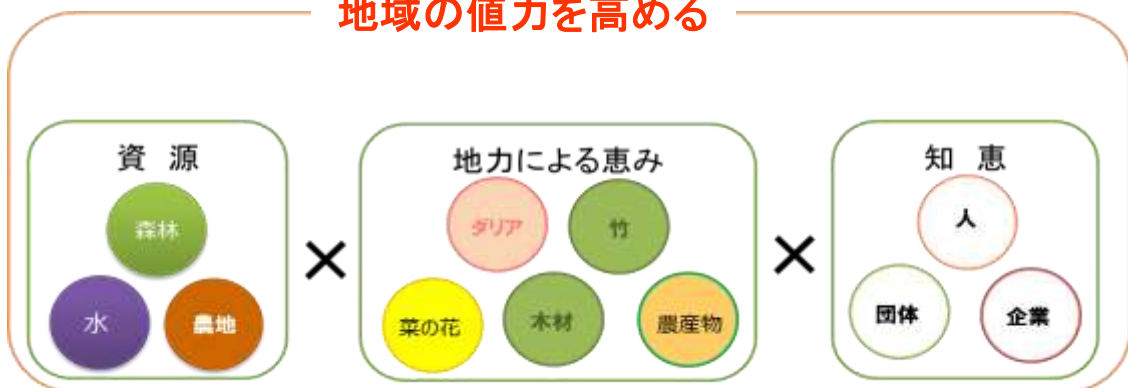 地域の値力を高める
資 源
森林
水
農地
×
地力による恵み
ダリア
竹
菜の花
木材
農産物
×
知 恵
人
団体
企業